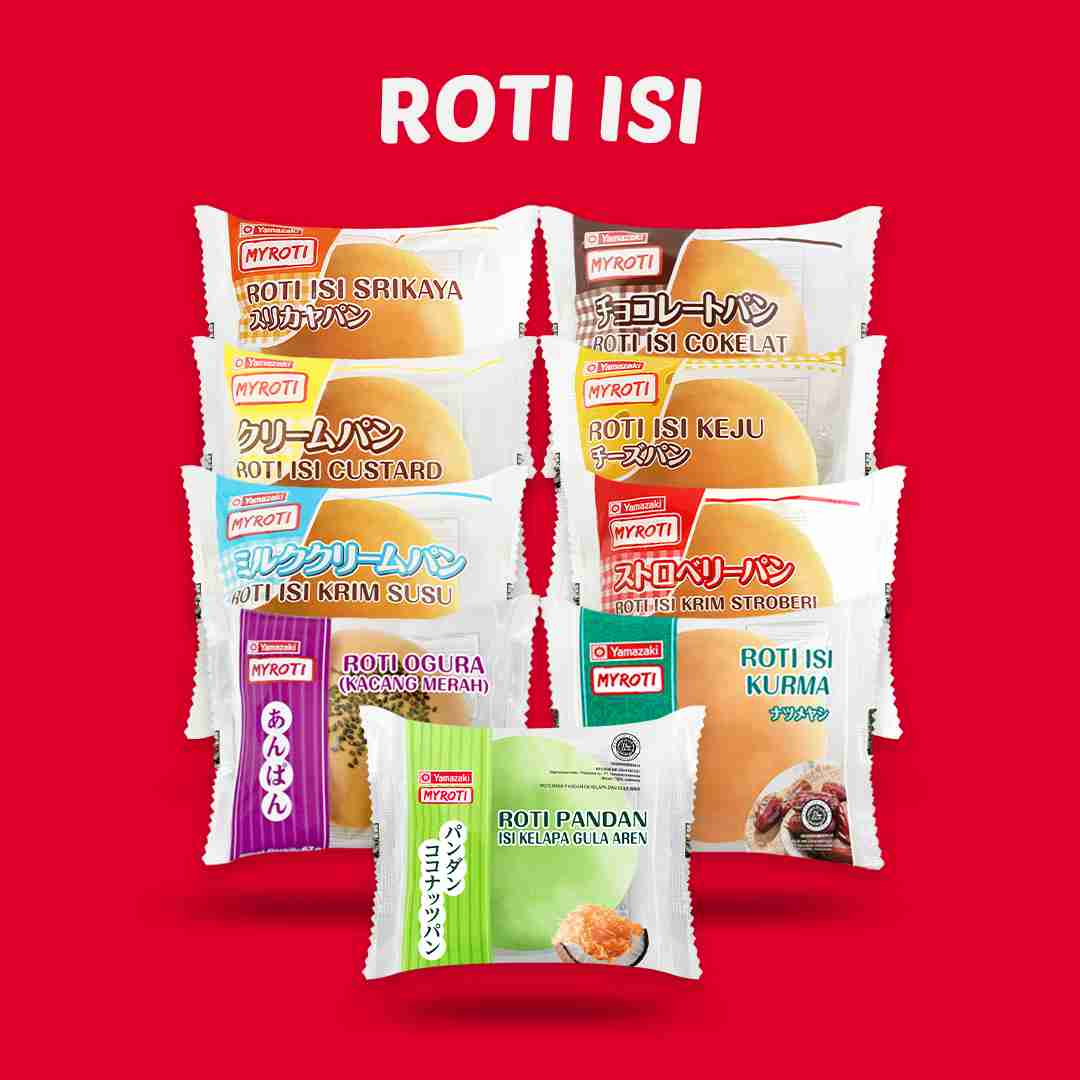 ROTI ISI
Yamazaki
MYROTI
ROTI ISI SRIKAYA
スリカヤパン
Yamazaki
MYROTI
チョコレートパン
ROTI ISI COKELAT
Yamazaki
MYROTI
クリームパン
ROTI ISI CUSTARD
Yamazaki
MYROTI
ROTI ISI KEJU
チーズパン
Yamazaki
MYROTI
ミルククリームパン
ROTI ISI KRIM SUSU
Yamazaki
MYROTI
ストロベリーパン
ROTI ISI KRIM STROBERI
Yamazaki
MYROTI
ROTI OGURA
(KACANG MERAH)
あんぱん
Yamazaki
MYROTI
ROTI ISI
KURMA
ナツメヤシ
Yamazaki
MYROTI
ROTI PANDAN
ISI KELAPA GULA AREN
パンダン
ココナッツパン